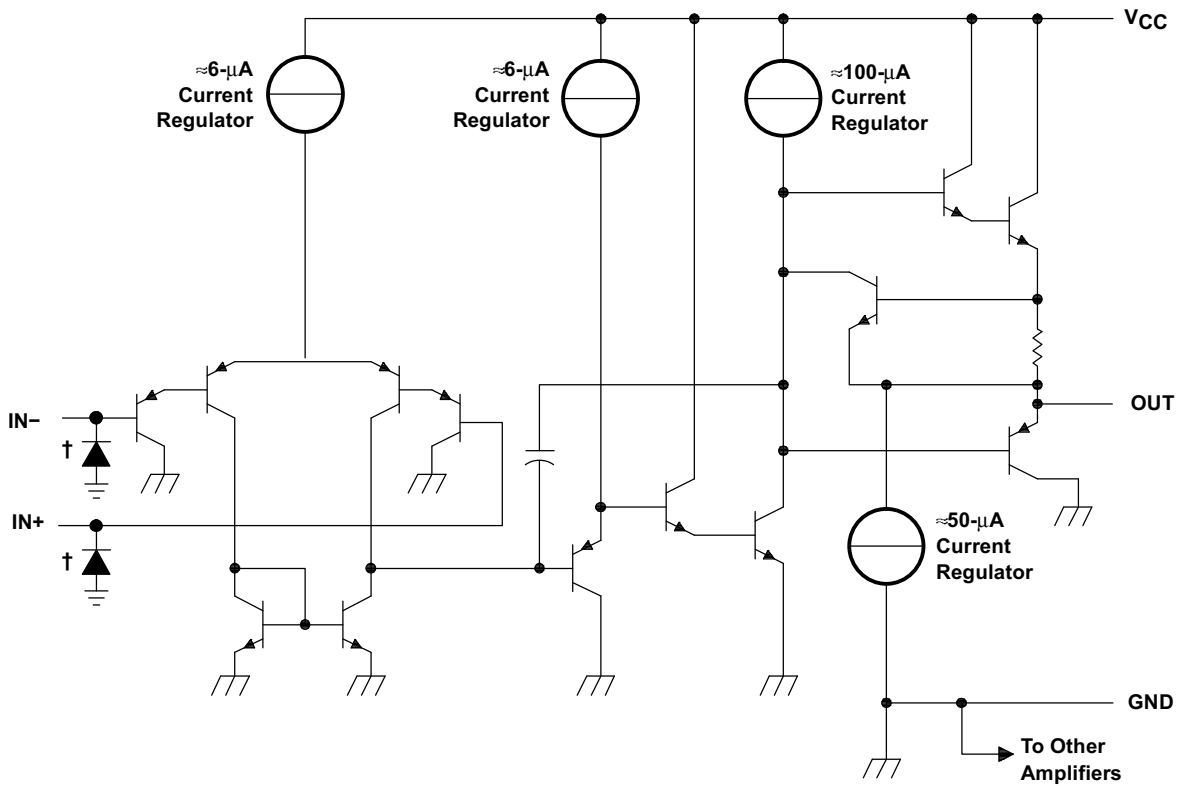 VCC
≈6-µA
Current
Regulator
≈6-µA
Current
Regulator
≈100-µA
Current
Regulator
IN−
†
OUT
IN+
†
≈50-µA
Current
Regulator
GND
To Other
Amplifiers